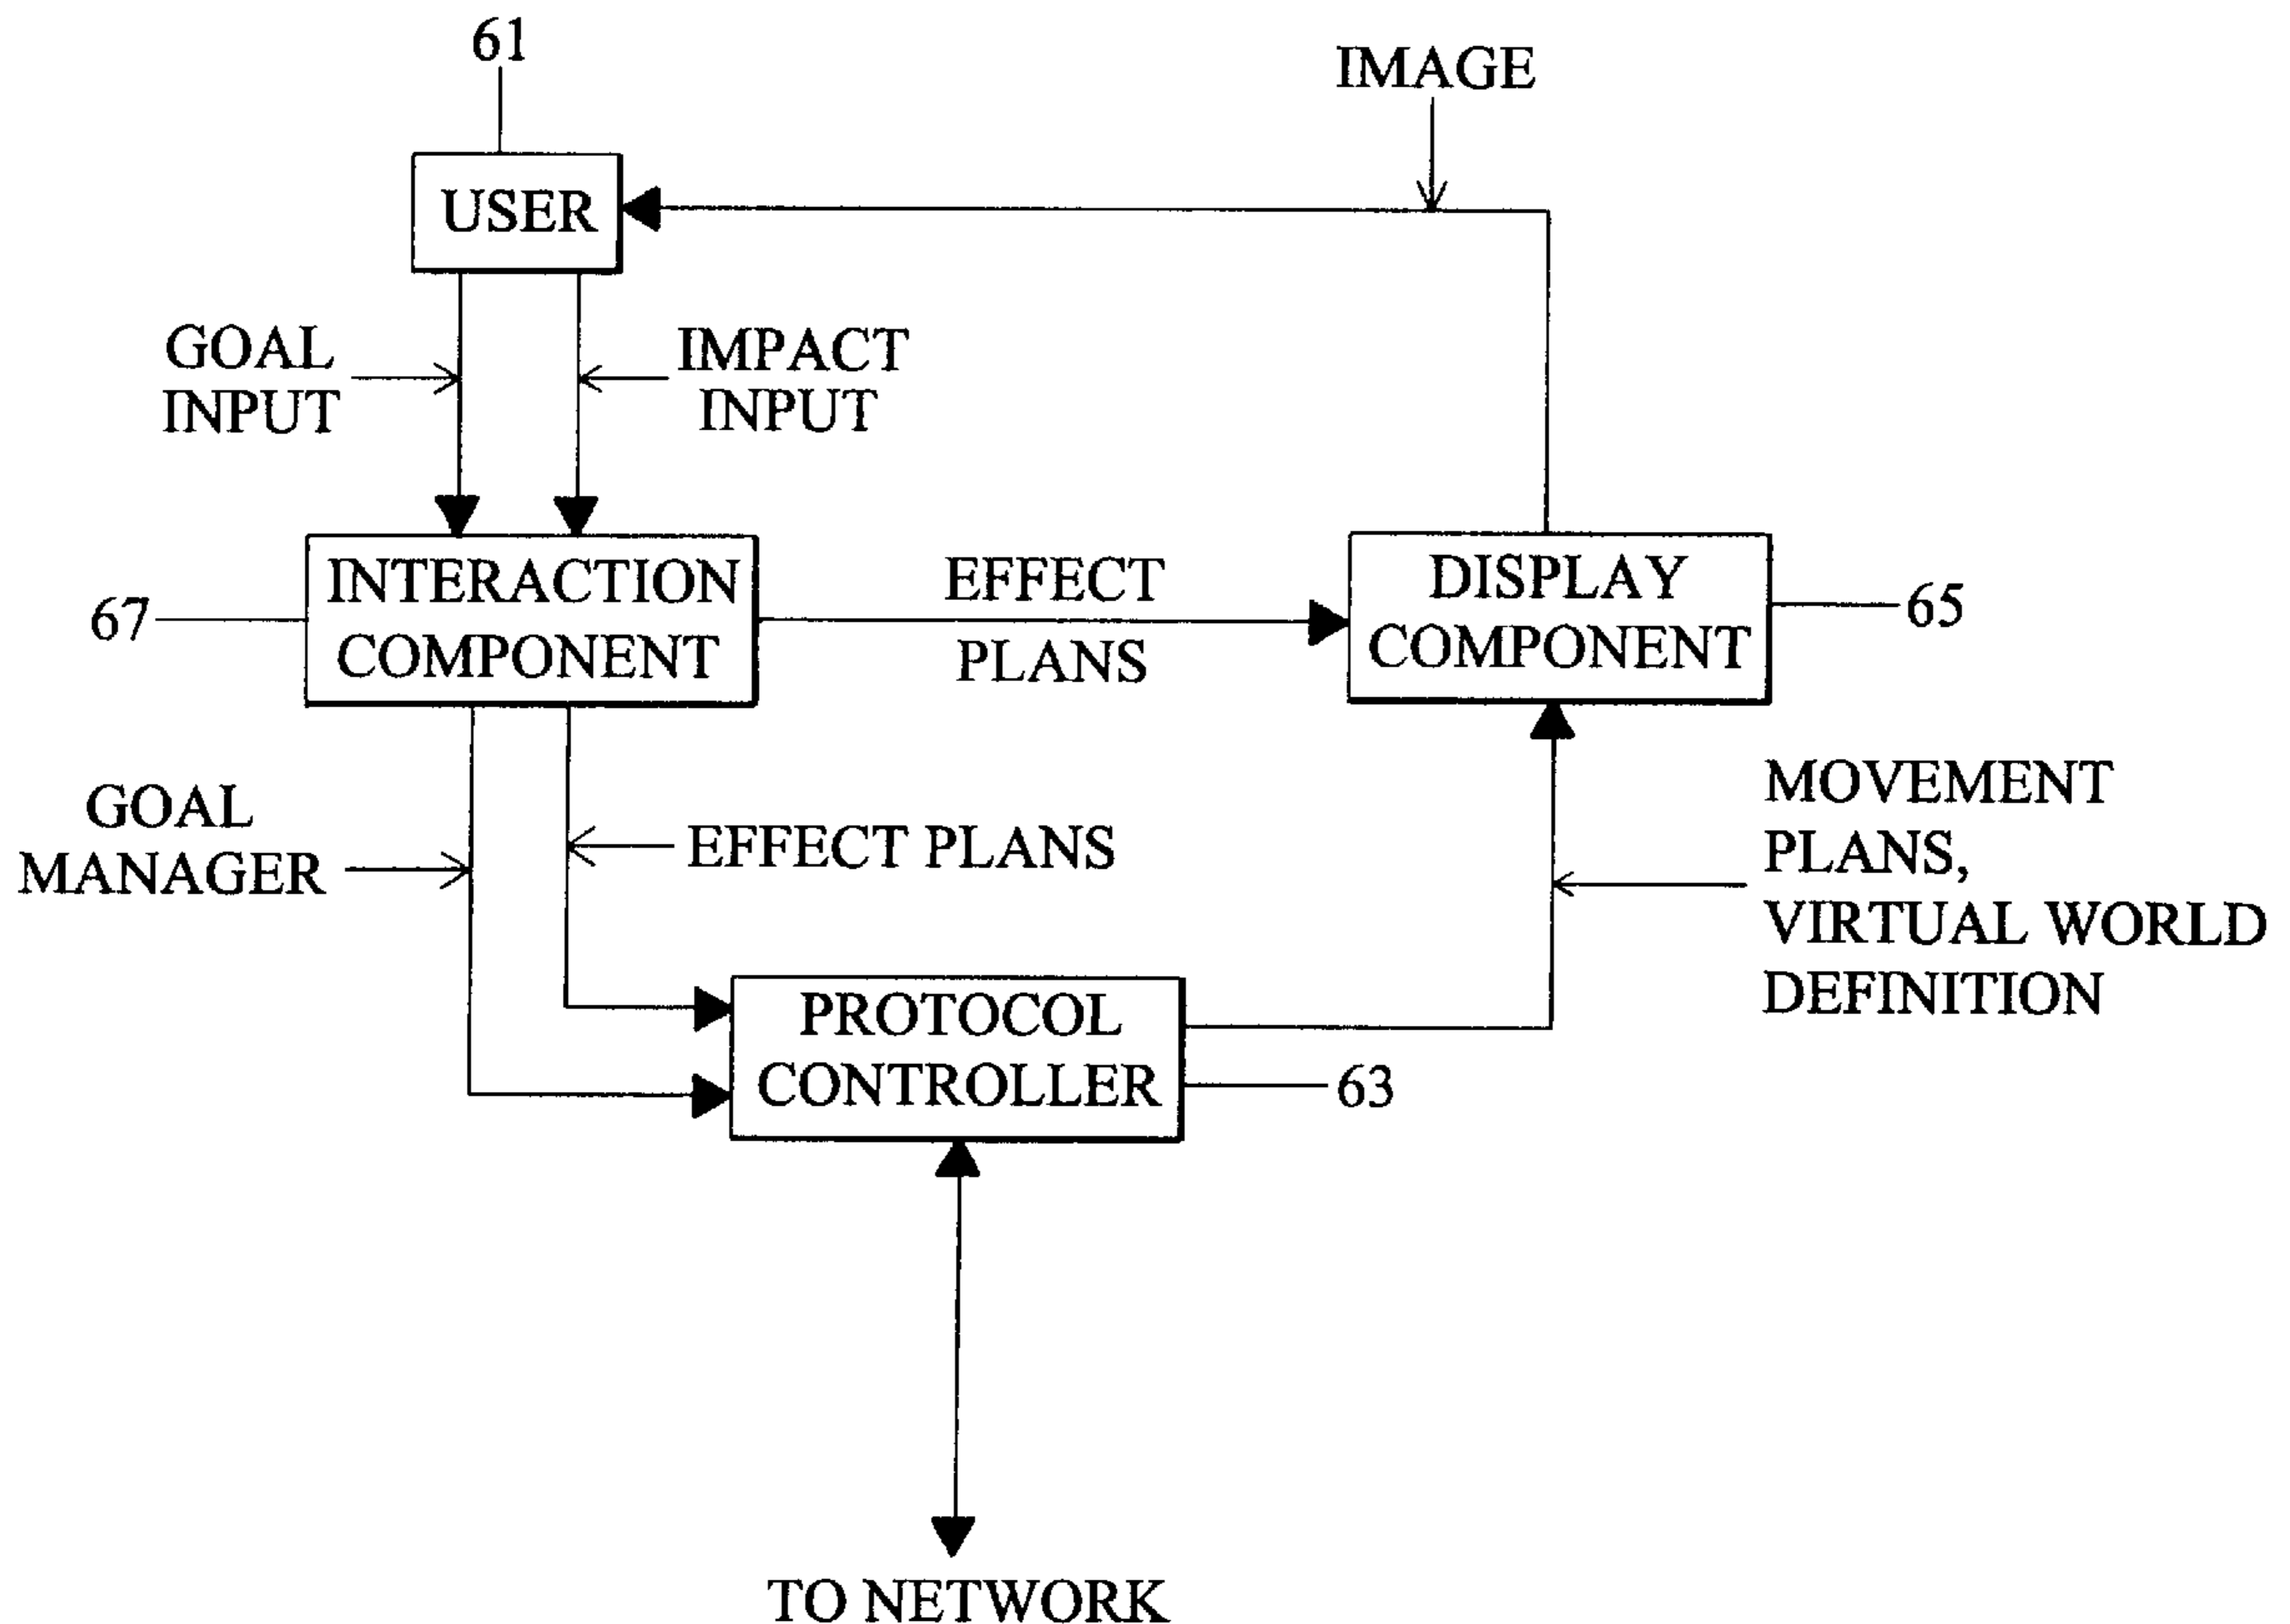 61
IMAGE
USER
GOAL
INPUT
IMPACT
INPUT
INTERACTION
COMPONENT
67
EFFECT
PLANS
DISPLAY
COMPONENT
65
GOAL
MANAGER
EFFECT PLANS
MOVEMENT
PLANS,
VIRTUAL WORLD
DEFINITION
PROTOCOL
CONTROLLER
63
TO NETWORK